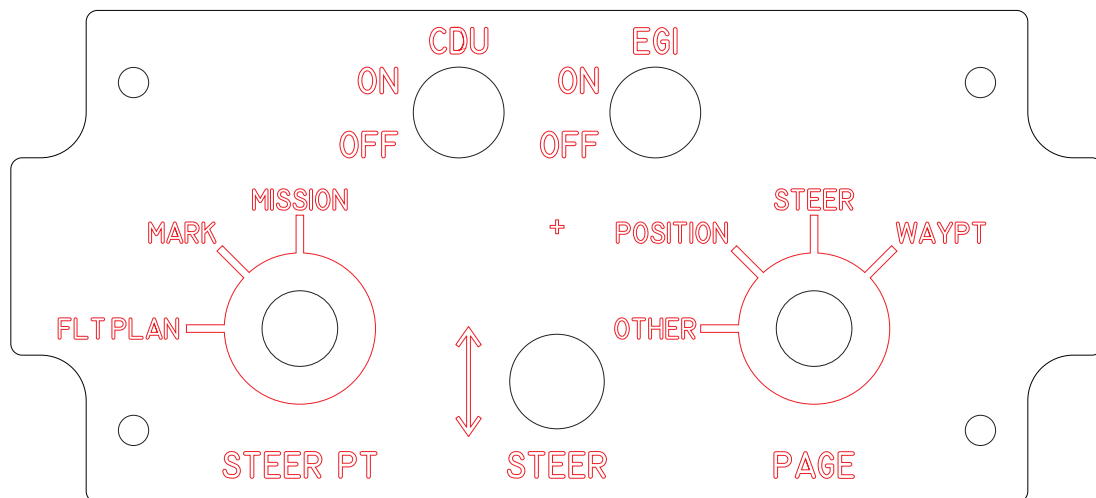 CDU
EGI
ON
ON
OFF
OFF
MISSION
STEER
MARK
POSITION
WAYPT
FLT PLAN
OTHER
STEER PT
STEER
PAGE